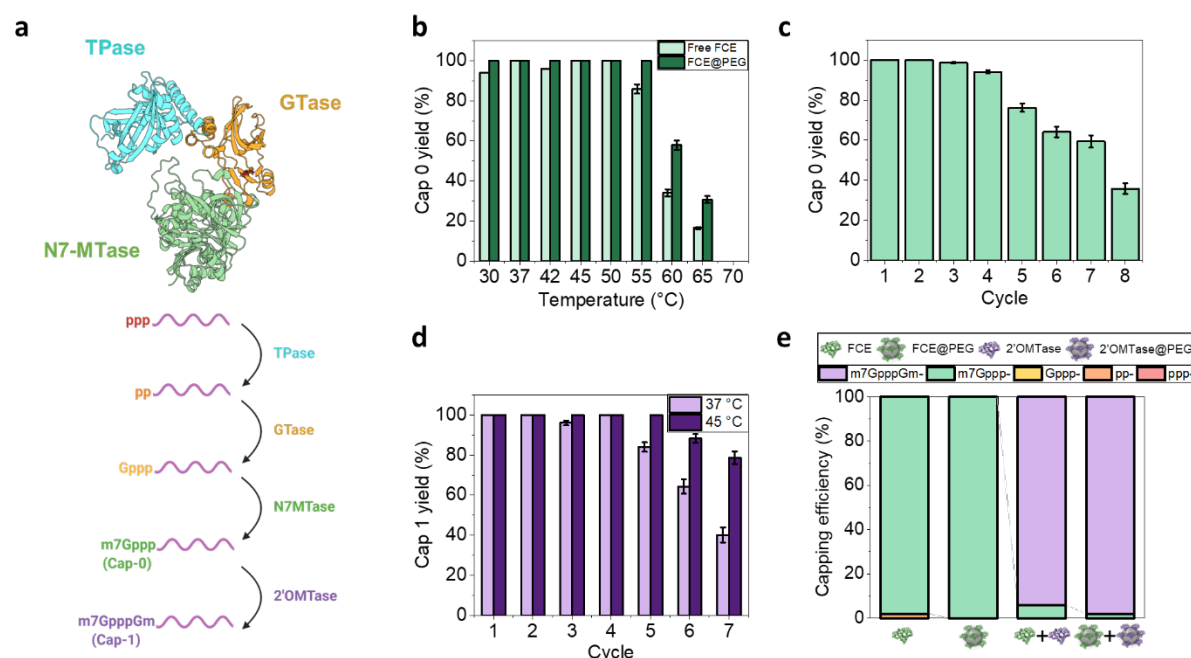 a
TPase
GTase
N7-MTase
ppp
TPase
pp
GTase
Gppp
N7MTase
m7Gppp
(Cap-0)
2'OMTase
m7GpppGm
(Cap-1)
b
Cap 0 yield (%)
100
80
60
40
20
0
Free FCE
FCE@PEG
30 37 42 45 50 55 60 65 70
Temperature (°C)
c
Cap 0 yield (%)
100
80
60
40
20
0
1 2 3 4 5 6 7 8
Cycle
d
Cap 1 yield (%)
100
80
60
40
20
0
37 °C
45 °C
1 2 3 4 5 6 7
Cycle
e
FCE FCE@PEG 2'OMTase 2'OMTase@PEG
m7GpppGm- m7Gppp- Gppp- pp- ppp-
Capping efficiency (%)
100
80
60
40
20
0
+ +